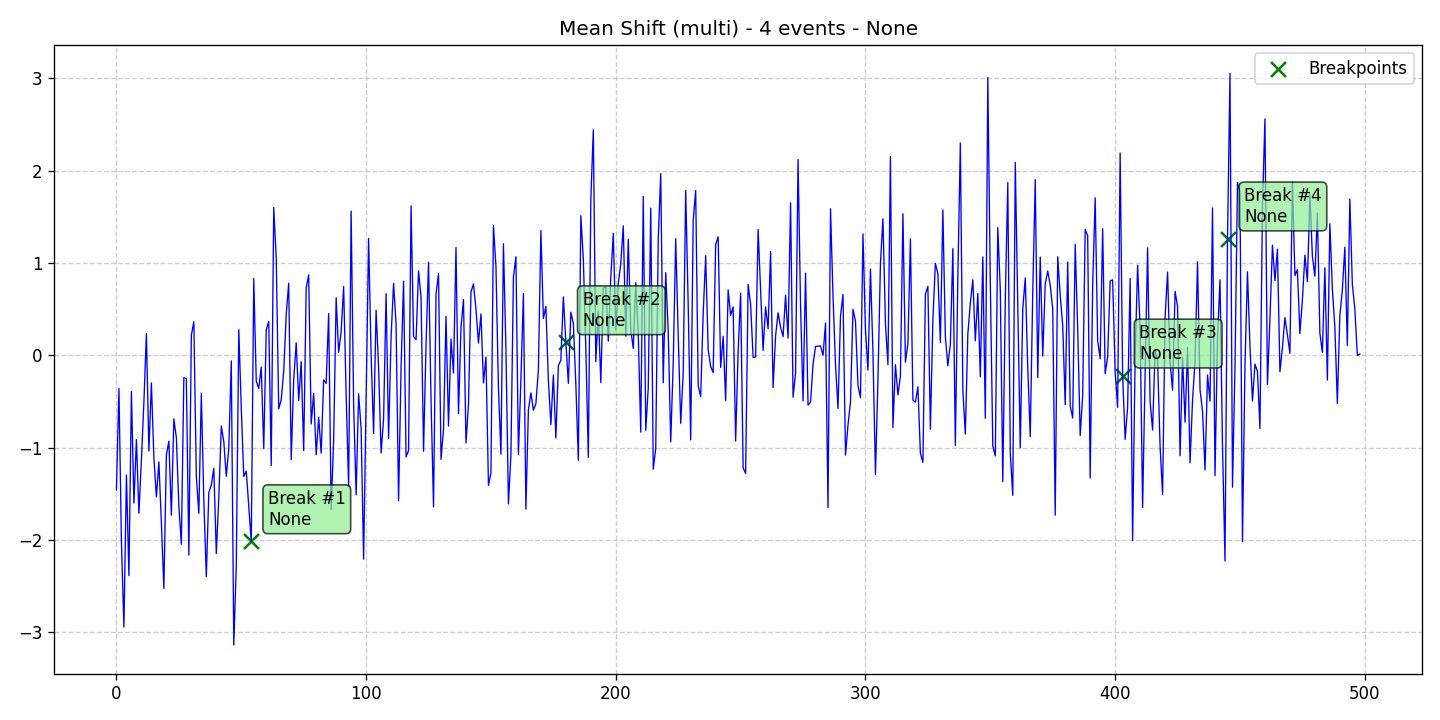 Mean Shift (multi) - 4 events - None
Breakpoints
3
2
1
0
−1
−2
−3
Break #1
None
Break #2
None
Break #3
None
Break #4
None
0
100
200
300
400
500